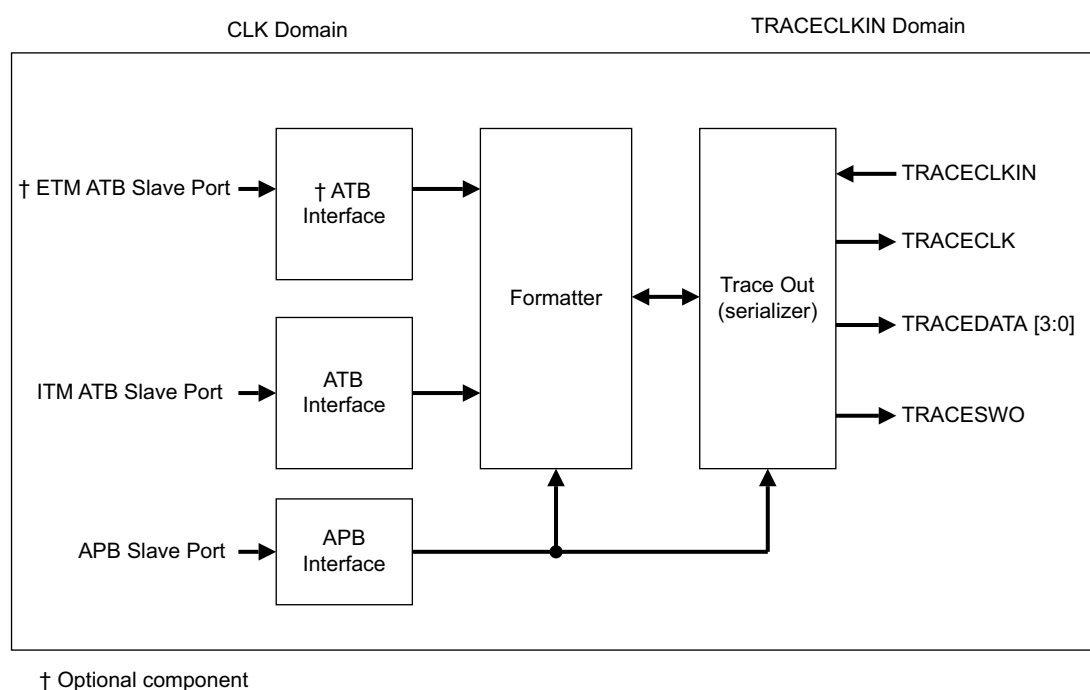 CLK Domain
TRACECLKIN Domain
† ETM ATB Slave Port
† ATB
Interface
Formatter
Trace Out
(serializer)
TRACECLKIN
TRACECLK
TRACEDATA [3:0]
TRACESWO
ITM ATB Slave Port
ATB
Interface
APB Slave Port
APB
Interface
† Optional component